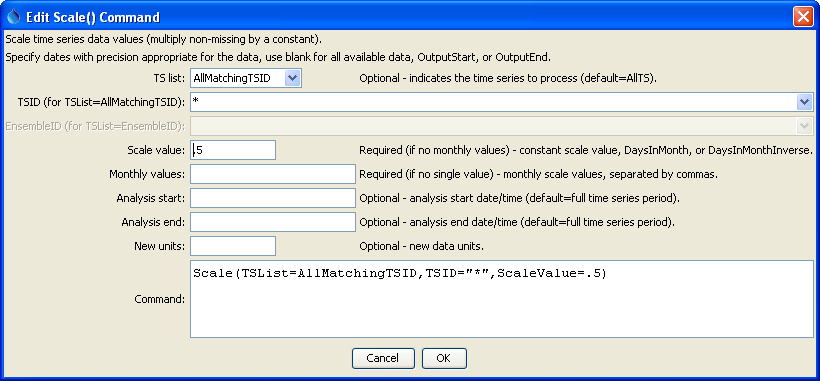 Edit Scale() Command
Scale time series data values (multiply non-missing by a constant).
Specify dates with precision appropriate for the data, use blank for all available data, OutputStart, or OutputEnd.
TS list: AllMatchingTSID Optional - indicates the time series to process (default=AllTS).
TSID (for TSList=AllMatchingTSID): *
EnsembleID (for TSList=EnsembleID):
Scale value: .5 Required (if no monthly values) - constant scale value, DaysInMonth, or DaysInMonthInverse.
Monthly values: Required (if no single value) - monthly scale values, separated by commas.
Analysis start: Optional - analysis start date/time (default=full time series period).
Analysis end: Optional - analysis end date/time (default=full time series period).
New units: Optional - new data units.
Command: Scale(TSList=AllMatchingTSID,TSID="*",ScaleValue=.5)
Cancel OK